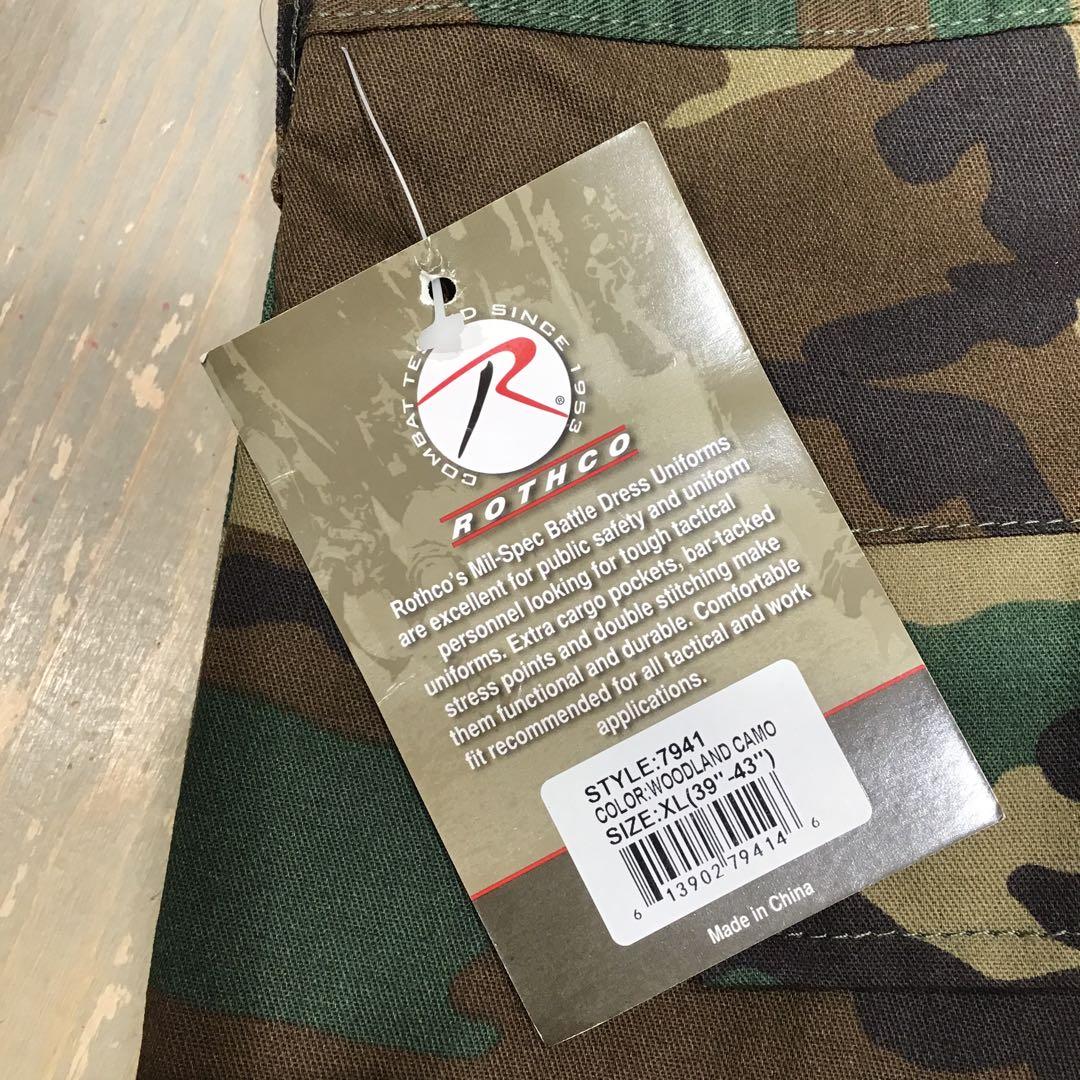 COMBAT TE D SINCE 1953
R®
ROTHCO
Rothco's Mil-Spec Battle Dress Uniforms
are excellent for public safety and uniform
personnel looking for tough tactical
uniforms. Extra cargo pockets, bar-tacked
stress points and double stitching make
them functional and durable. Comfortable
fit recommended for all tactical and work
applications.
STYLE:7941
COLOR:WOODLAND CAMO
SIZE:XL(39"-43")
6 13902 79414 6
Made in China